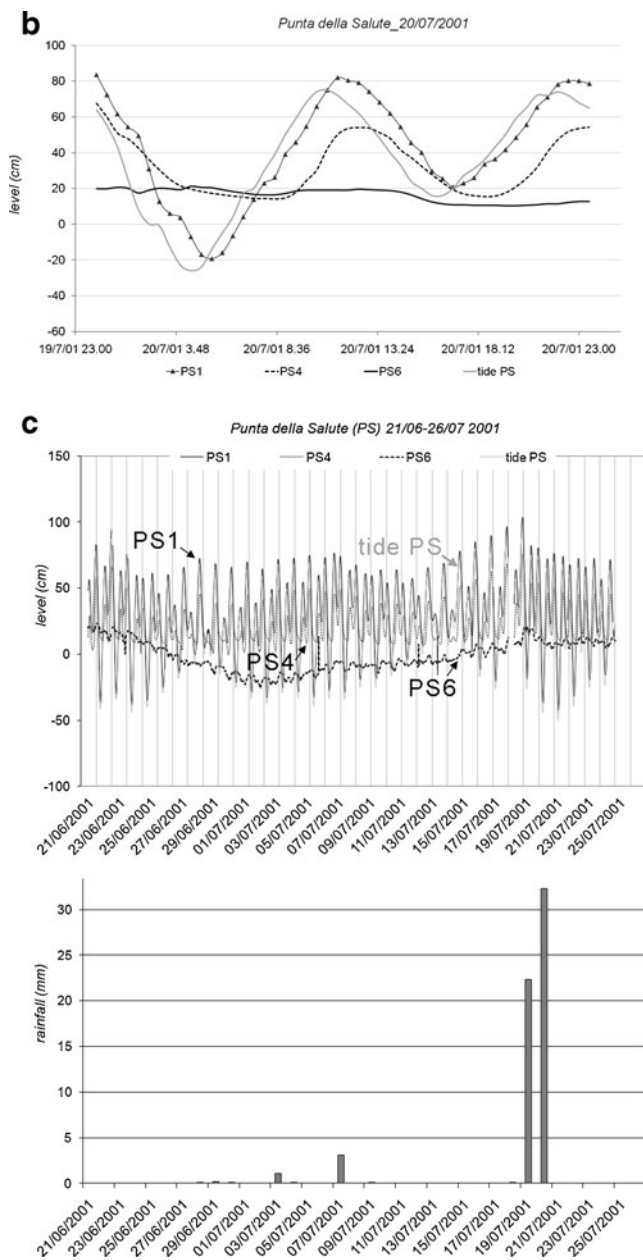 b
Punta della Salute_20/07/2001
level (cm)
100
80
60
40
20
0
-20
-40
-60
19/7/01 23.00 20/7/01 3.48 20/7/01 8.36 20/7/01 13.24 20/7/01 18.12 20/7/01 23.00
PS1 PS4 PS6 tide PS
c
Punta della Salute (PS) 21/06-26/07 2001
PS1 PS4 PS6 tide PS
level (cm)
150
100
50
0
-50
-100
PS1
tide PS
PS4
PS6
21/06/2001 23/06/2001 25/06/2001 27/06/2001 29/06/2001 01/07/2001 03/07/2001 05/07/2001 07/07/2001 09/07/2001 11/07/2001 13/07/2001 15/07/2001 17/07/2001 19/07/2001 21/07/2001 23/07/2001 25/07/2001
rainfall (mm)
30
25
20
15
10
5
0
21/06/2001 23/06/2001 25/06/2001 27/06/2001 29/06/2001 01/07/2001 03/07/2001 05/07/2001 07/07/2001 09/07/2001 11/07/2001 13/07/2001 15/07/2001 17/07/2001 19/07/2001 21/07/2001 23/07/2001 25/07/2001